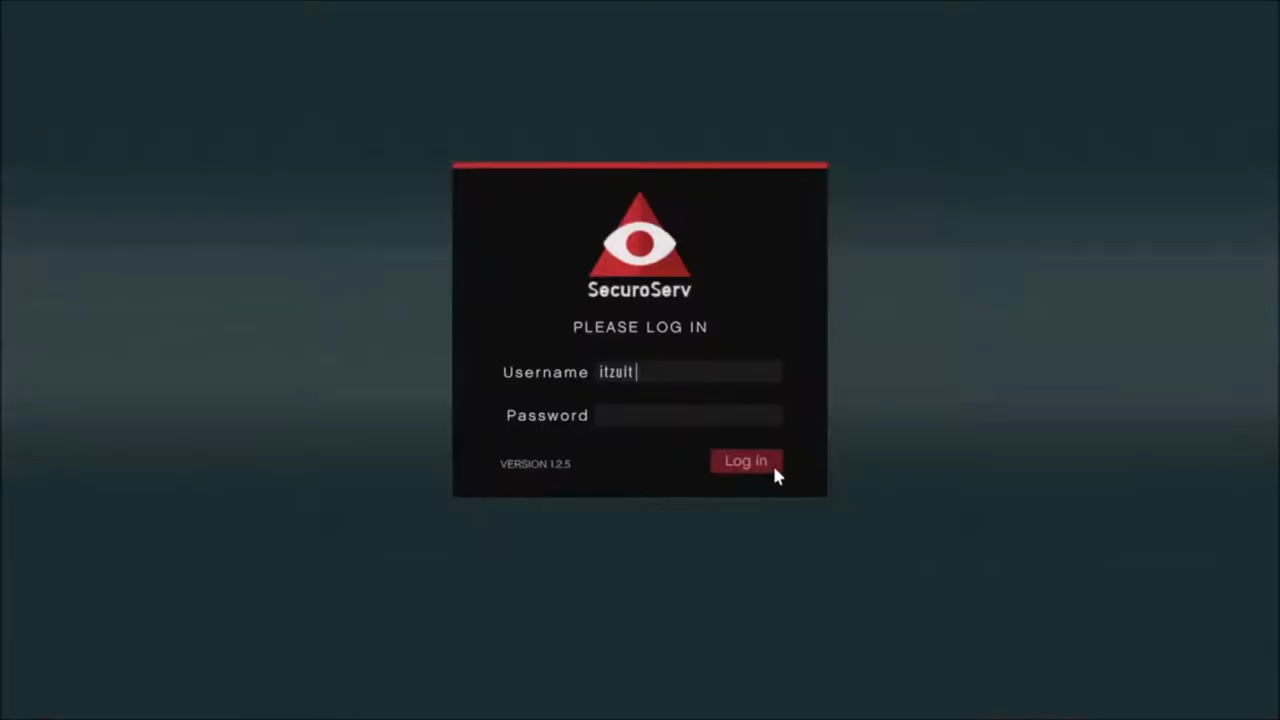 SecuroServ
PLEASE LOG IN
Username itzult
Password
VERSION 1.2.5 Log in